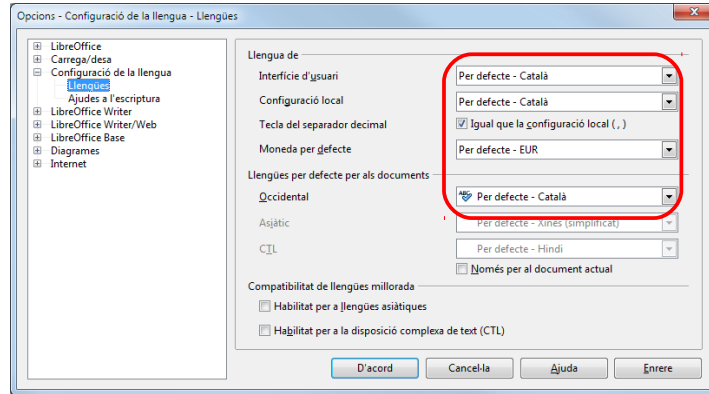 Opcions - Configuració de la llengua - Llengües
LibreOffice
Carrega/desa
Configuració de la llengua
Llengües
Ajudes a l'escriptura
LibreOffice Writer
LibreOffice Writer/Web
LibreOffice Base
Diagrames
Internet
Llengua de
Interfície d'usuari
Per defecte - Català
Configuració local
Per defecte - Català
Tecla del separador decimal
Igual que la configuració local ( , )
Moneda per defecte
Per defecte - EUR
Llengües per defecte per als documents
Occidental
ABC Per defecte - Català
Asiàtic
Per defecte - Xinès (simplificat)
CTL
Per defecte - Hindi
Només per al document actual
Compatibilitat de llengües millorada
Habilitat per a llengües asiàtiques
Habilitat per a la disposició complexa de text (CTL)
D'acord
Cancel·la
Ajuda
Enrere